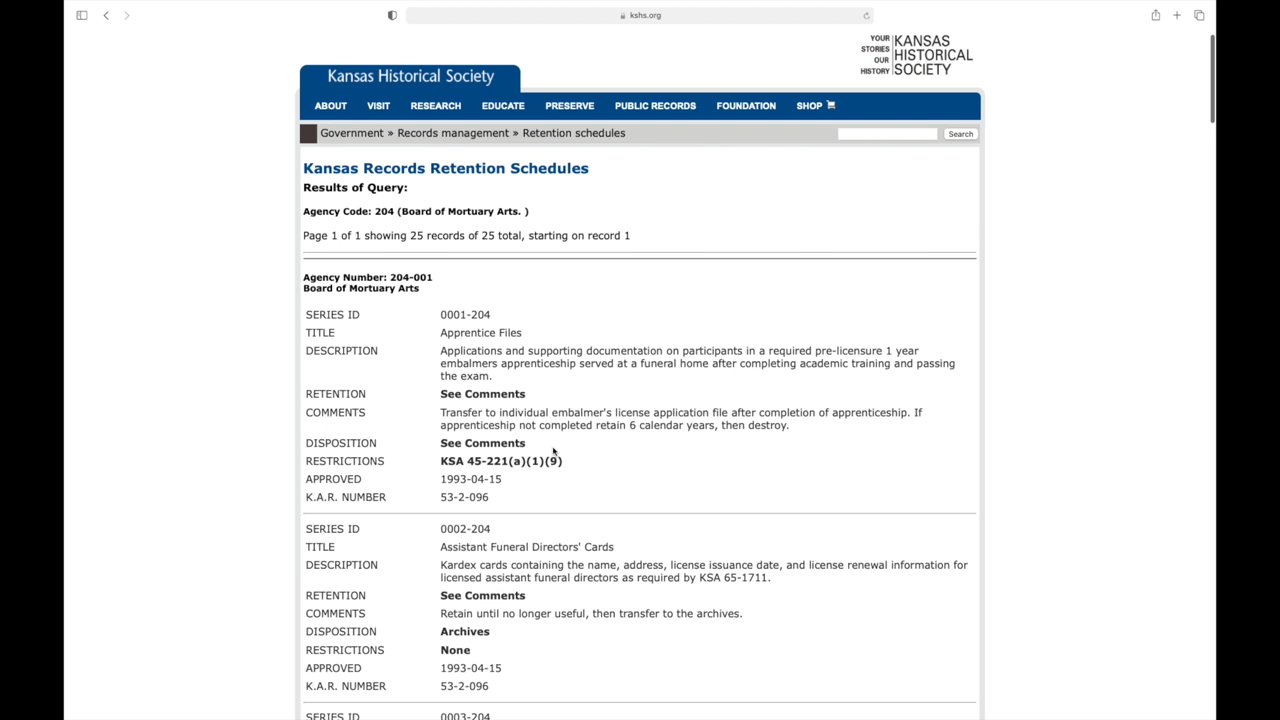 kshs.org
YOUR STORIES OUR HISTORY
KANSAS HISTORICAL SOCIETY
Kansas Historical Society
ABOUT VISIT RESEARCH EDUCATE PRESERVE PUBLIC RECORDS FOUNDATION SHOP
Government » Records management » Retention schedules
Search
Kansas Records Retention Schedules
Results of Query:
Agency Code: 204 (Board of Mortuary Arts. )
Page 1 of 1 showing 25 records of 25 total, starting on record 1
Agency Number: 204-001
Board of Mortuary Arts
SERIES ID 0001-204
TITLE Apprentice Files
DESCRIPTION Applications and supporting documentation on participants in a required pre-licensure 1 year
embalmers apprenticeship served at a funeral home after completing academic training and passing
the exam.
RETENTION See Comments
COMMENTS Transfer to individual embalmer's license application file after completion of apprenticeship. If
apprenticeship not completed retain 6 calendar years, then destroy.
DISPOSITION See Comments
RESTRICTIONS KSA 45-221(a)(1)(9)
APPROVED 1993-04-15
K.A.R. NUMBER 53-2-096
SERIES ID 0002-204
TITLE Assistant Funeral Directors' Cards
DESCRIPTION Kardex cards containing the name, address, license issuance date, and license renewal information for
licensed assistant funeral directors as required by KSA 65-1711.
RETENTION See Comments
COMMENTS Retain until no longer useful, then transfer to the archives.
DISPOSITION Archives
RESTRICTIONS None
APPROVED 1993-04-15
K.A.R. NUMBER 53-2-096
SERIES ID 0003-204